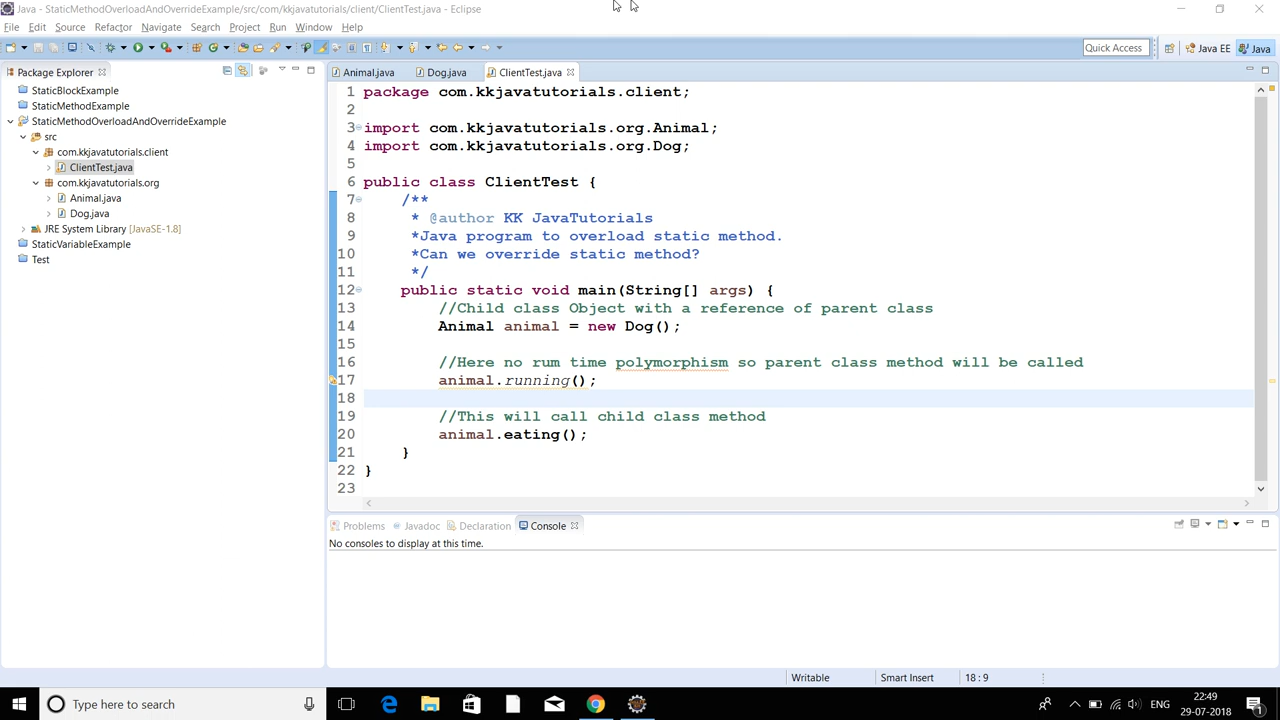 Java - StaticMethodOverloadAndOverrideExample/src/com/kkjavatutorials/client/ClientTest.java - Eclipse
File Edit Source Refactor Navigate Search Project Run Window Help
Quick Access Java EE Java
Package Explorer
StaticBlockExample
StaticMethodExample
StaticMethodOverloadAndOverrideExample
src
com.kkjavatutorials.client
ClientTest.java
com.kkjavatutorials.org
Animal.java
Dog.java
JRE System Library [JavaSE-1.8]
StaticVariableExample
Test
Animal.java Dog.java ClientTest.java
1 package com.kkjavatutorials.client;
2
3 import com.kkjavatutorials.org.Animal;
4 import com.kkjavatutorials.org.Dog;
5
6 public class ClientTest {
7 /**
8 * @author KK JavaTutorials
9 *Java program to overload static method.
10 *Can we override static method?
11 */
12 public static void main(String[] args) {
13 //Child class Object with a reference of parent class
14 Animal animal = new Dog();
15
16 //Here no rum time polymorphism so parent class method will be called
17 animal.running();
18
19 //This will call child class method
20 animal.eating();
21 }
22 }
23
Problems Javadoc Declaration Console
No consoles to display at this time.
Writable Smart Insert 18 : 9
Type here to search
ENG
22:49
29-07-2018
1